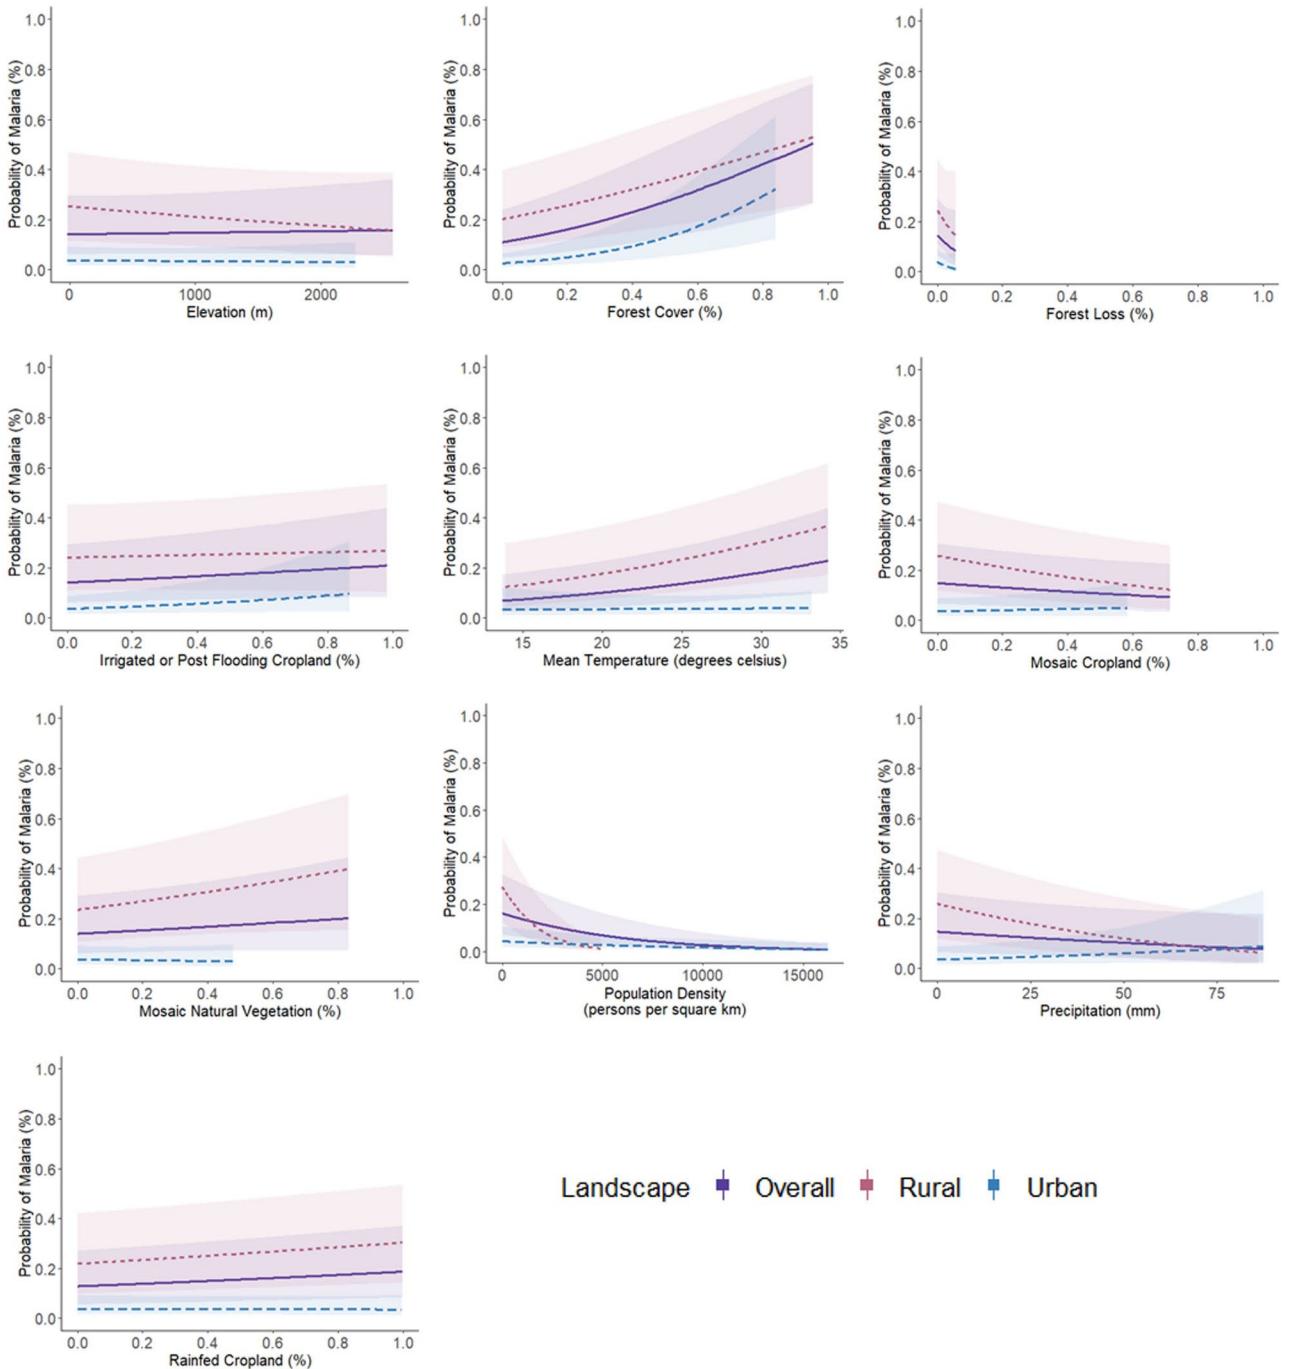 Probability of Malaria (%)
1.0
0.8
0.6
0.4
0.2
0.0
0 1000 2000
Elevation (m)
Probability of Malaria (%)
1.0
0.8
0.6
0.4
0.2
0.0
0.0 0.2 0.4 0.6 0.8 1.0
Forest Cover (%)
Probability of Malaria (%)
1.0
0.8
0.6
0.4
0.2
0.0
0.0 0.2 0.4 0.6 0.8 1.0
Forest Loss (%)
Probability of Malaria (%)
1.0
0.8
0.6
0.4
0.2
0.0
0.0 0.2 0.4 0.6 0.8 1.0
Irrigated or Post Flooding Cropland (%)
Probability of Malaria (%)
1.0
0.8
0.6
0.4
0.2
0.0
15 20 25 30 35
Mean Temperature (degrees celsius)
Probability of Malaria (%)
1.0
0.8
0.6
0.4
0.2
0.0
0.0 0.2 0.4 0.6 0.8 1.0
Mosaic Cropland (%)
Probability of Malaria (%)
1.0
0.8
0.6
0.4
0.2
0.0
0.0 0.2 0.4 0.6 0.8 1.0
Mosaic Natural Vegetation (%)
Probability of Malaria (%)
1.0
0.8
0.6
0.4
0.2
0.0
0 5000 10000 15000
Population Density
(persons per square km)
Probability of Malaria (%)
1.0
0.8
0.6
0.4
0.2
0.0
0 25 50 75
Precipitation (mm)
Probability of Malaria (%)
1.0
0.8
0.6
0.4
0.2
0.0
0.0 0.2 0.4 0.6 0.8 1.0
Rainfed Cropland (%)
Landscape Overall Rural Urban